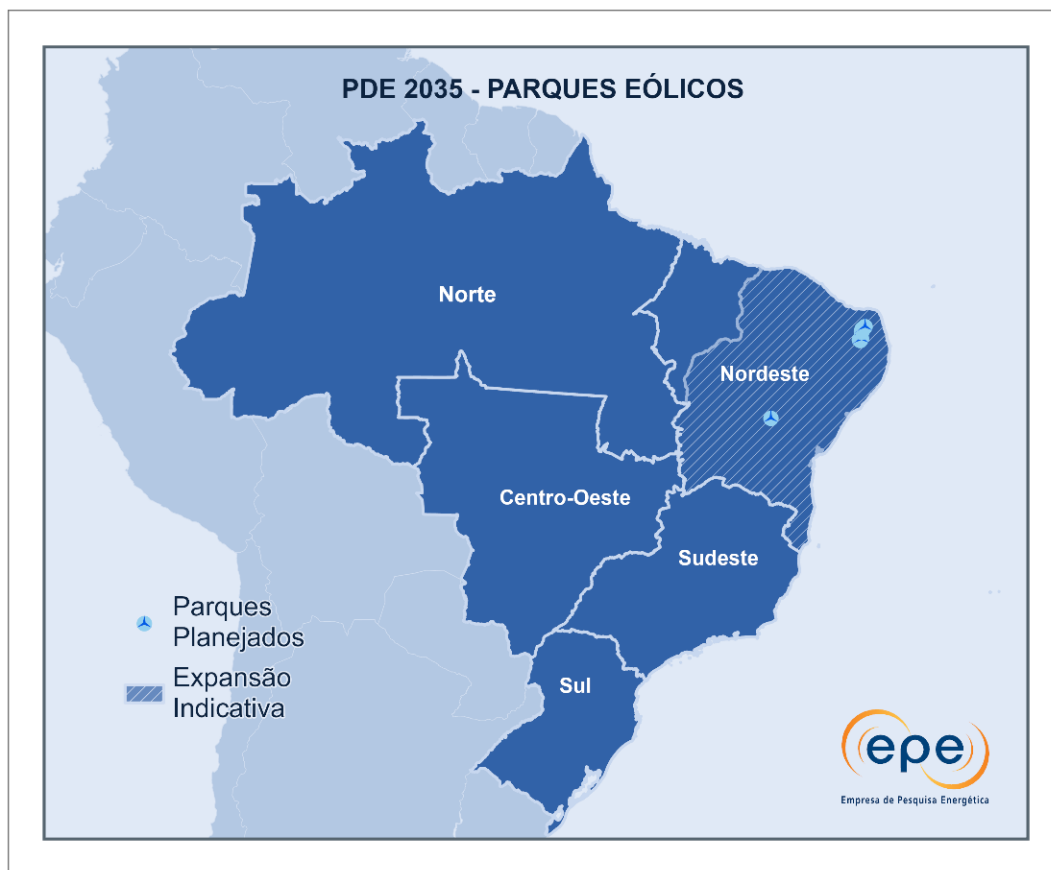 PDE 2035 - PARQUES EÓLICOS
Norte
Nordeste
Centro-Oeste
Sudeste
Sul
Parques
Planejados
Expansão
Indicativa
epe
Empresa de Pesquisa Energética